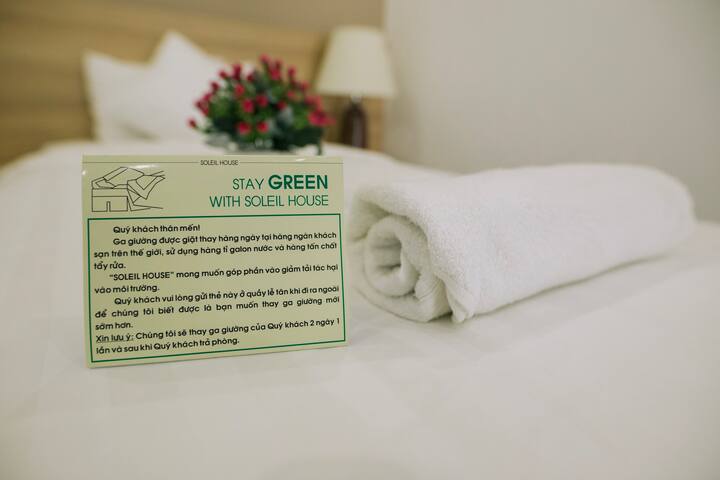 SOLEIL HOUSE
STAY GREEN
WITH SOLEIL HOUSE
Quý khách thân mến!
Ga giường được giặt thay hàng ngày tại hàng ngàn khách
sạn trên thế giới, sử dụng hàng tỉ galon nước và hàng tấn chất
tẩy rửa.
“SOLEIL HOUSE” mong muốn góp phần vào giảm tải tác hại
vào môi trường.
Quý khách vui lòng gửi thẻ này ở quầy lễ tân khi đi ra ngoài
để chúng tôi biết được là bạn muốn thay ga giường mới
sớm hơn.
Xin lưu ý: Chúng tôi sẽ thay ga giường của Quý khách 2 ngày 1
lần và sau khi Quý khách trả phòng.